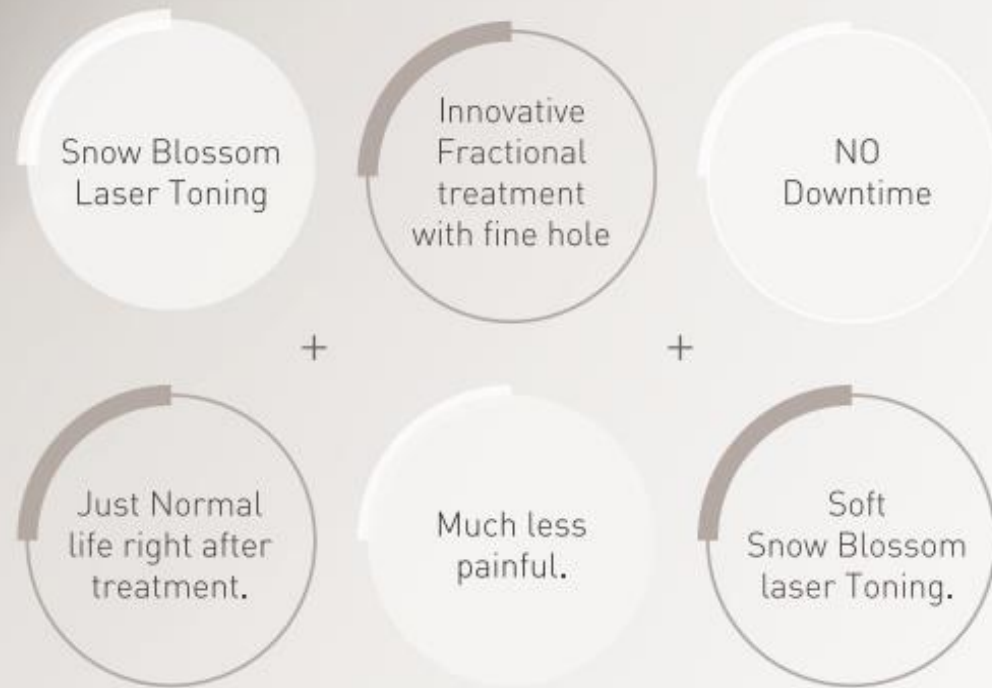 Snow Blossom
Laser Toning
Innovative
Fractional
treatment
with fine hole
NO
Downtime
+
+
Just Normal
life right after
treatment.
Much less
painful.
Soft
Snow Blossom
laser Toning.